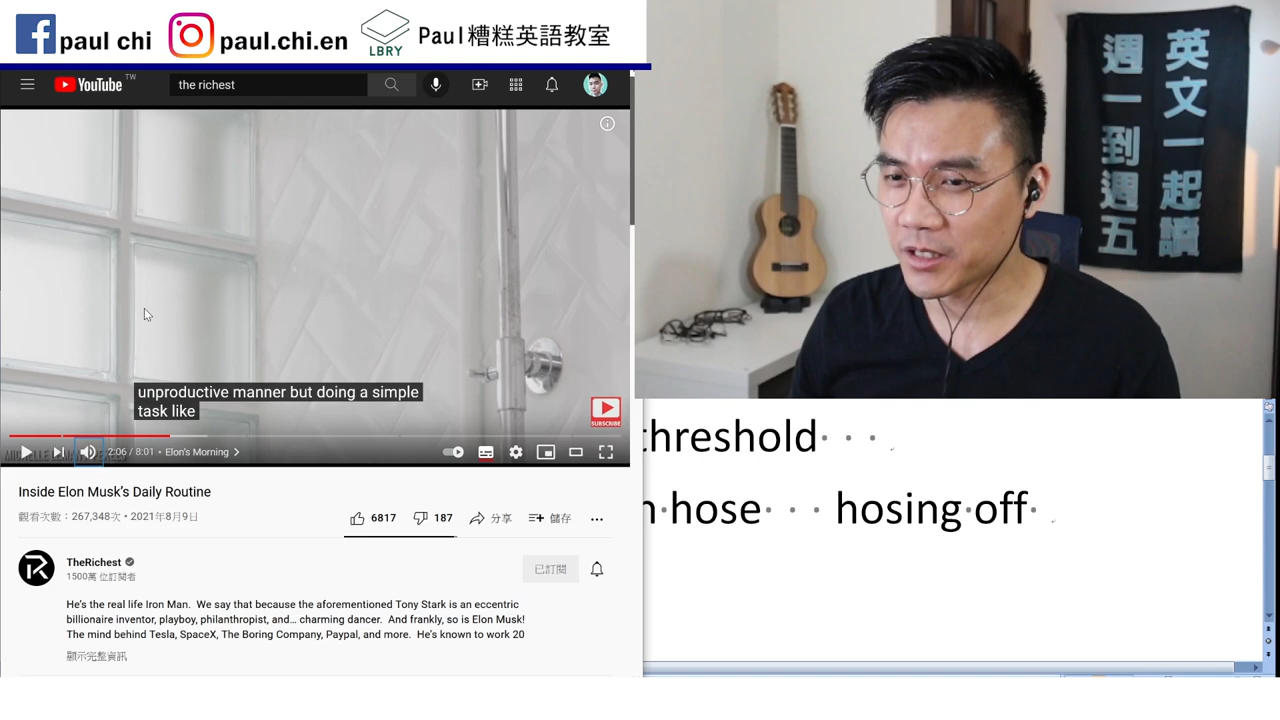 paul chi
paul.chi.en
LBRY
Paul糟糕英語教室
YouTube TW
the richest
unproductive manner but doing a simple
task like
SUBSCRIBE
2:06 / 8:01 • Elon's Morning
Inside Elon Musk's Daily Routine
觀看次數：267,348次 • 2021年8月9日
6817
187
分享
儲存
TheRichest
1500萬 位訂閱者
已訂閱
He's the real life Iron Man. We say that because the aforementioned Tony Stark is an eccentric
billionaire inventor, playboy, philanthropist, and… charming dancer. And frankly, so is Elon Musk!
The mind behind Tesla, SpaceX, The Boring Company, Paypal, and more. He's known to work 20
顯示完整資訊
英文一起讀
週一到週五
threshold
hose hosing off